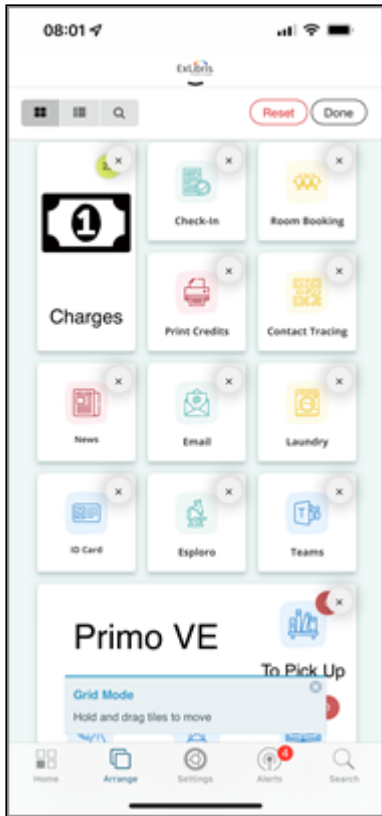 08:01
ExLibris
Reset
Done
1
Charges
Check-In
Room Booking
Print Credits
Contact Tracing
News
Email
Laundry
ID Card
Esploro
T
Teams
Primo VE
To Pick Up
Grid Mode
Hold and drag tiles to move
Home
Arrange
Settings
4
Alerts
Search